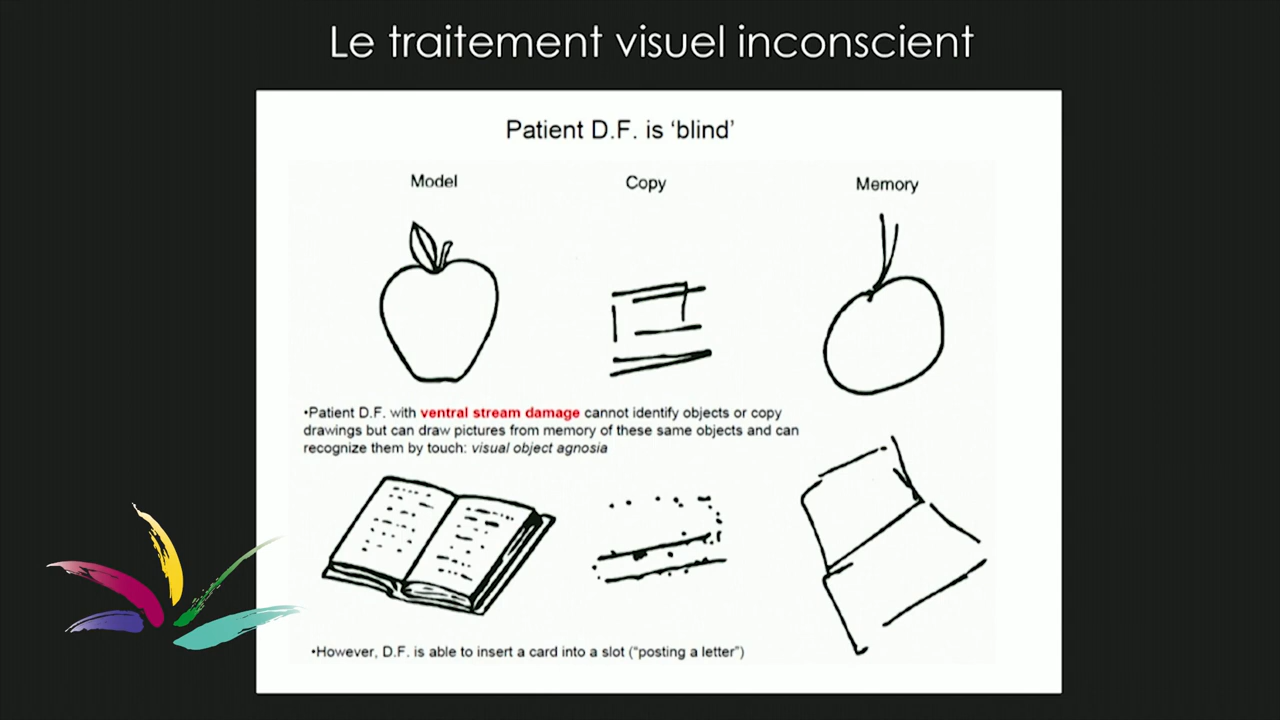 Le traitement visuel inconscient
Patient D.F. is ‘blind’
Model
Copy
Memory
•Patient D.F. with ventral stream damage cannot identify objects or copy
drawings but can draw pictures from memory of these same objects and can
recognize them by touch: visual object agnosia
•However, D.F. is able to insert a card into a slot (“posting a letter”)